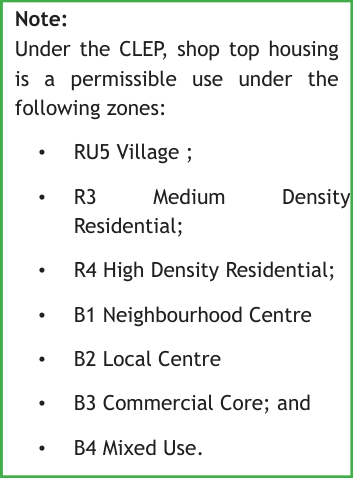 Note:
Under the CLEP, shop top housing
is a permissible use under the
following zones:
• RU5 Village ;
• R3 Medium Density
Residential;
• R4 High Density Residential;
• B1 Neighbourhood Centre
• B2 Local Centre
• B3 Commercial Core; and
• B4 Mixed Use.